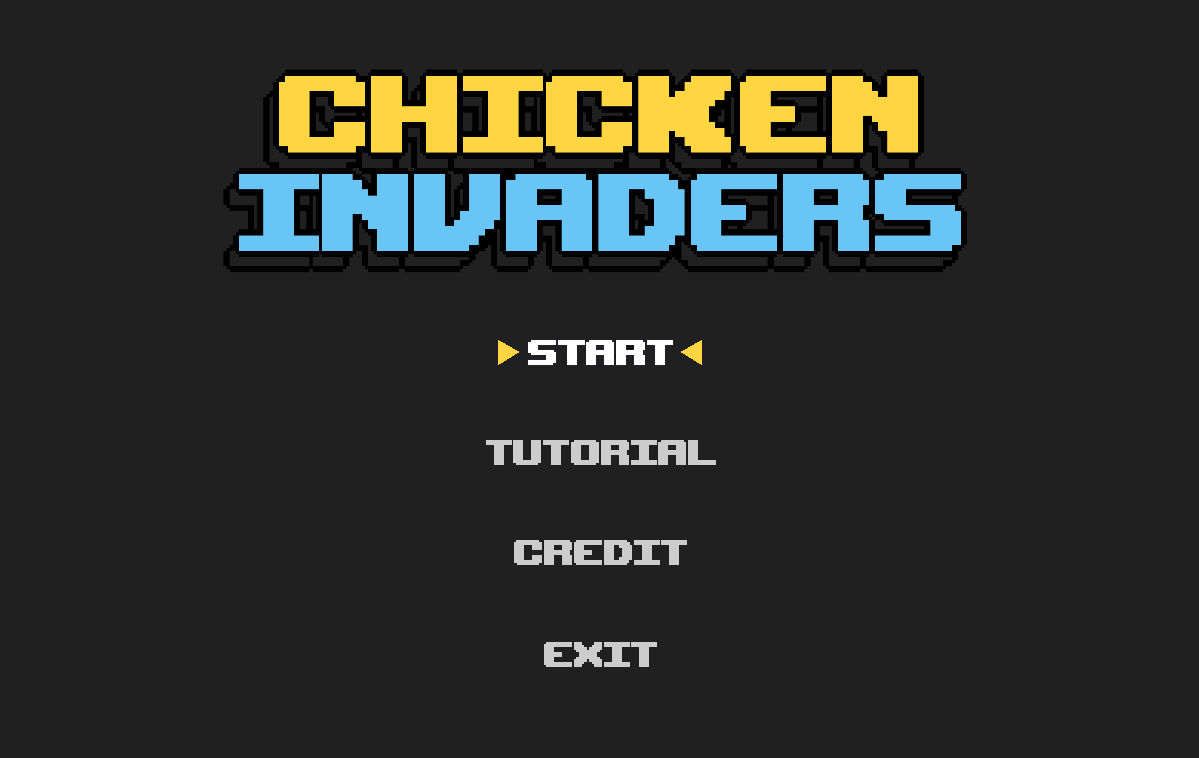 CHICKEN
INVADERS
START
TUTORIAL
CREDIT
EXIT